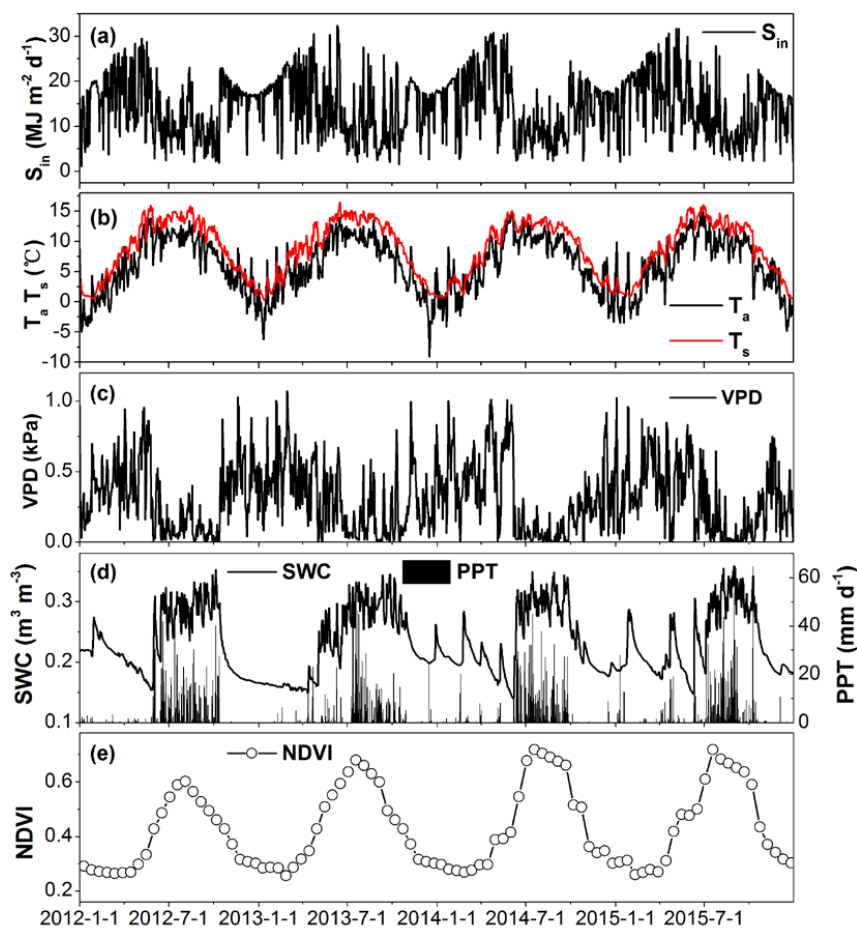 (a)
S_in
30
20
10
0
S_in (MJ m⁻² d⁻¹)
(b)
15
10
5
0
-5
-10
T_a T_s (℃)
T_a
T_s
(c)
VPD
1.0
0.5
0.0
VPD (kPa)
(d)
SWC
PPT
0.3
0.2
0.1
SWC (m³ m⁻³)
60
40
20
0
PPT (mm d⁻¹)
(e)
NDVI
0.6
0.4
0.2
NDVI
2012-1-1 2012-7-1 2013-1-1 2013-7-1 2014-1-1 2014-7-1 2015-1-1 2015-7-1